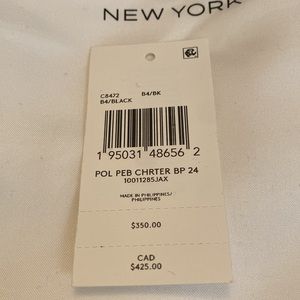 NEW YORK
C8472 B4/BK
B4/BLACK
1 95031 48656 2
POL PEB CHRTER BP 24
10011285JAX
MADE IN PHILIPPINES/
PHILIPPINES
$350.00
CAD
$425.00